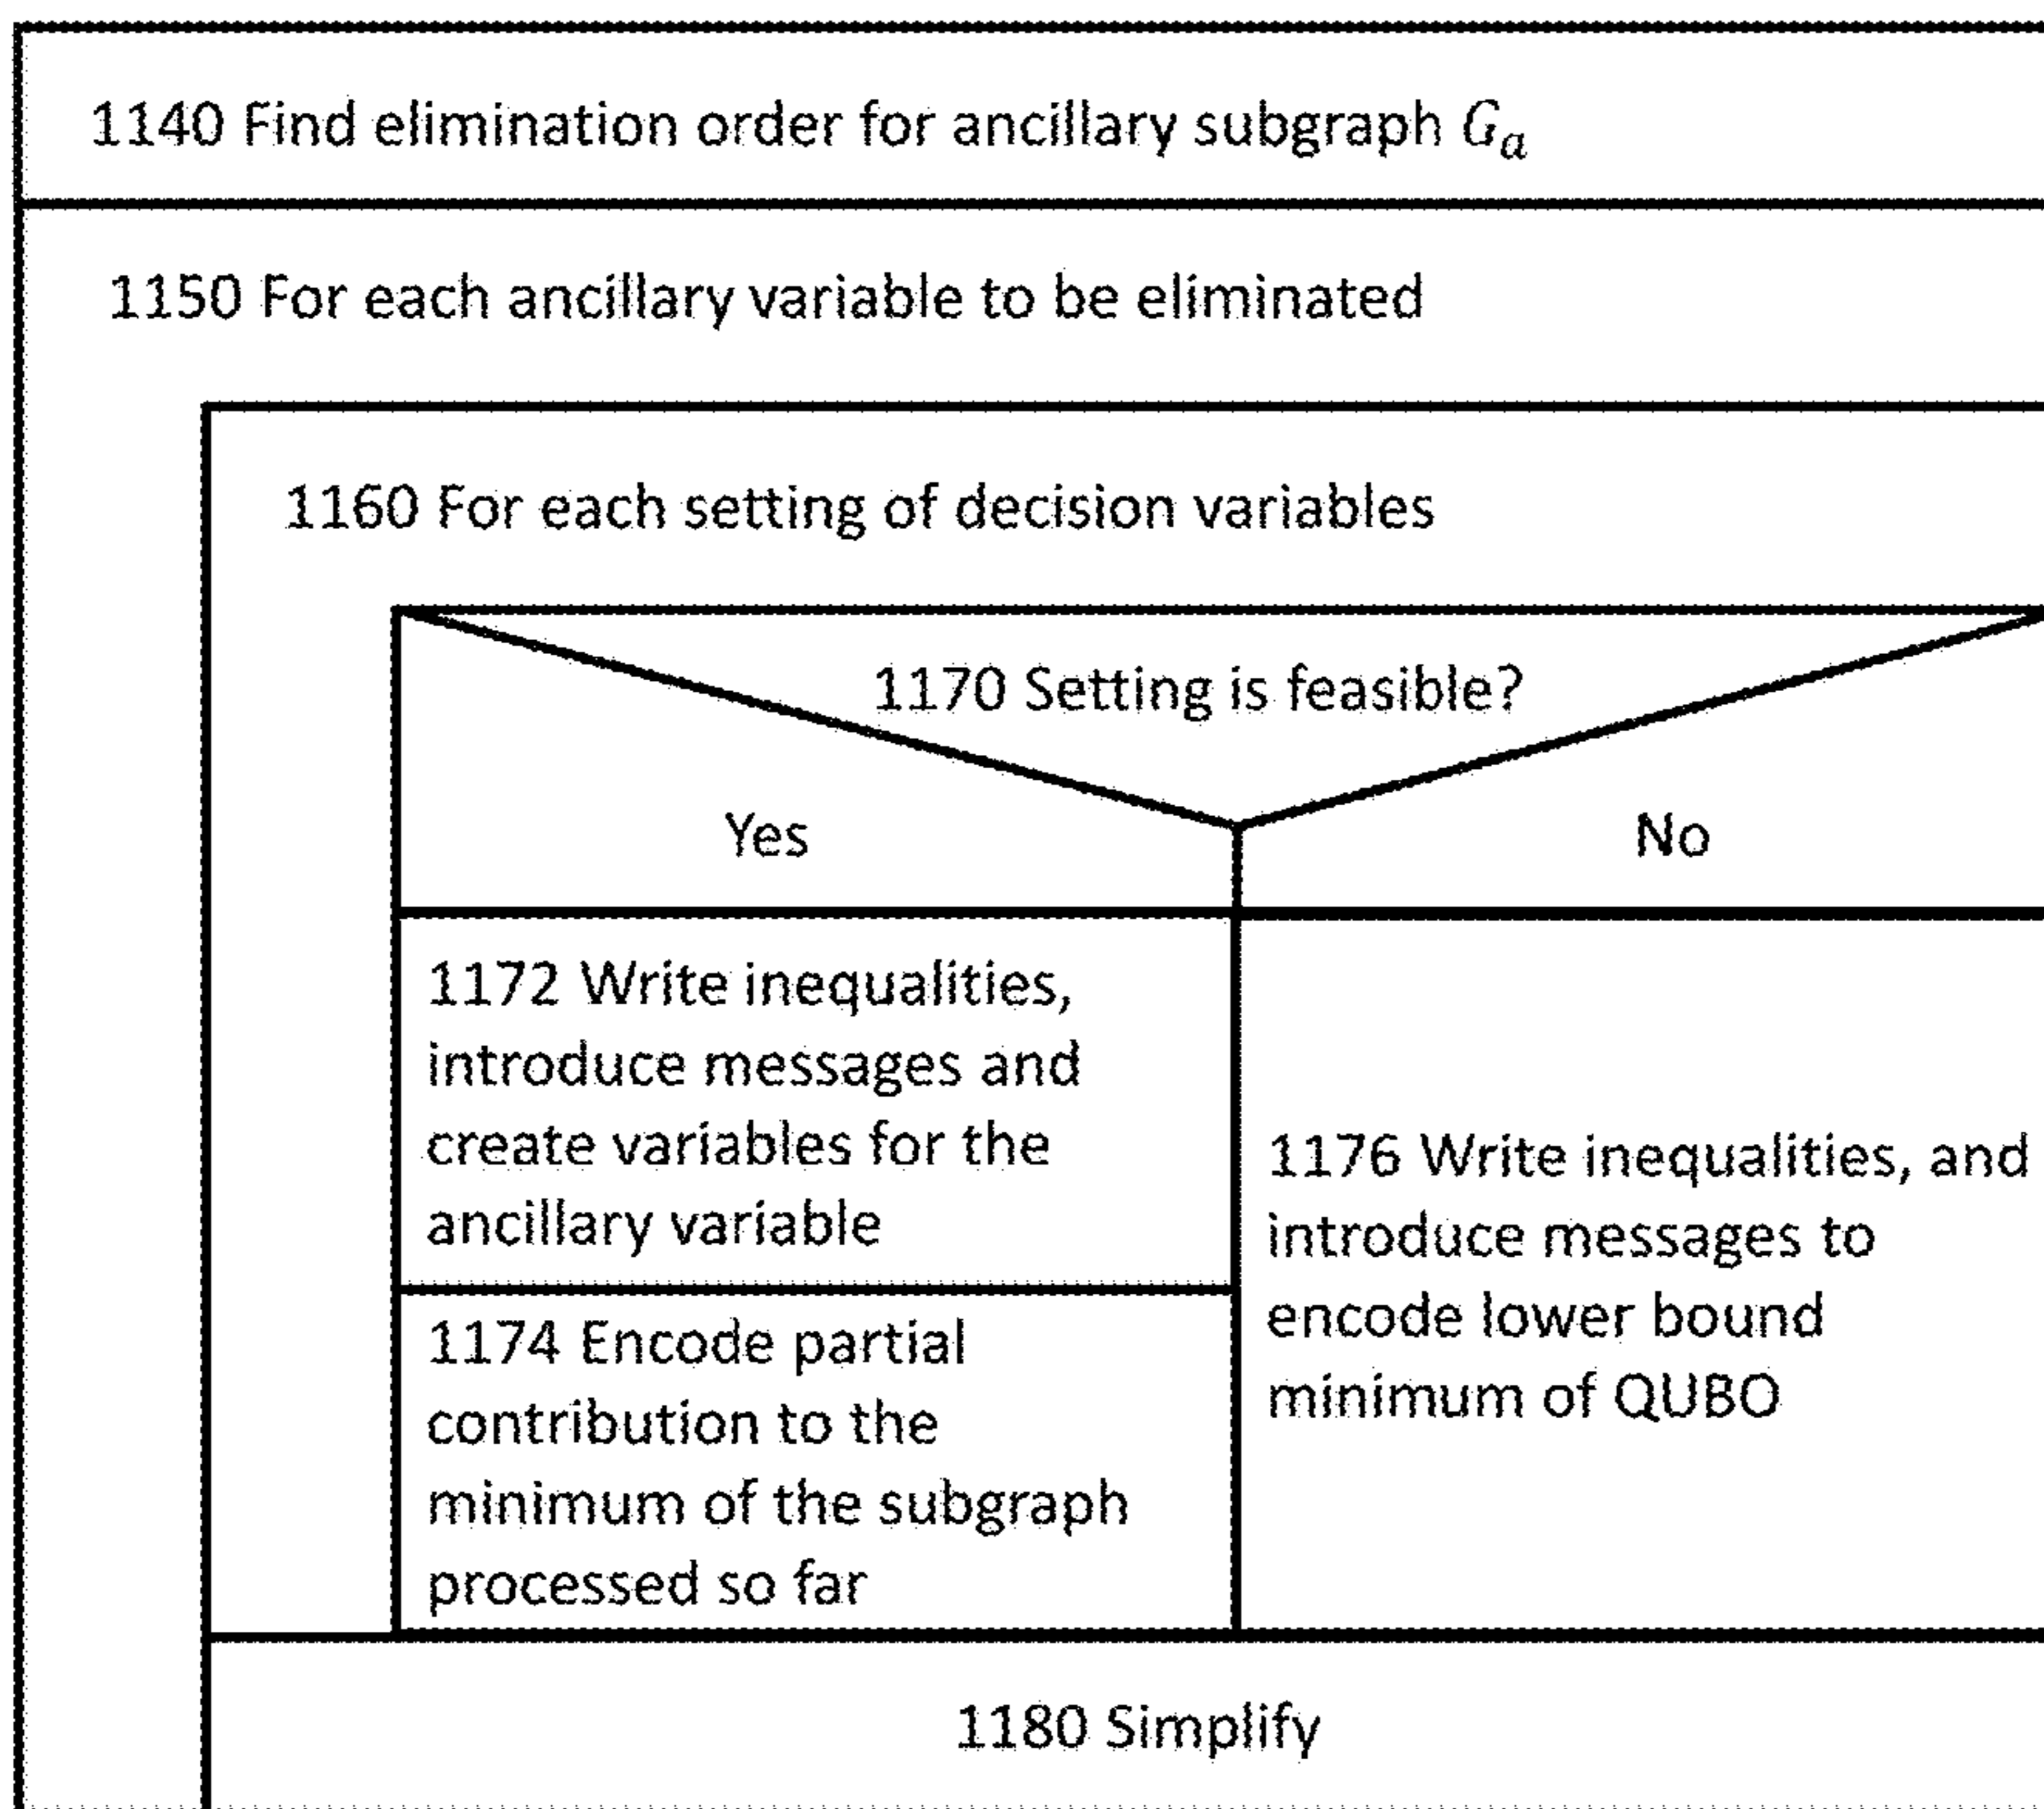 1140 Find elimination order for ancillary subgraph Gₐ
1150 For each ancillary variable to be eliminated
1160 For each setting of decision variables
1170 Setting is feasible?
Yes
No
1172 Write inequalities,
introduce messages and
create variables for the
ancillary variable
1174 Encode partial
contribution to the
minimum of the subgraph
processed so far
1176 Write inequalities, and
introduce messages to
encode lower bound
minimum of QUBO
1180 Simplify